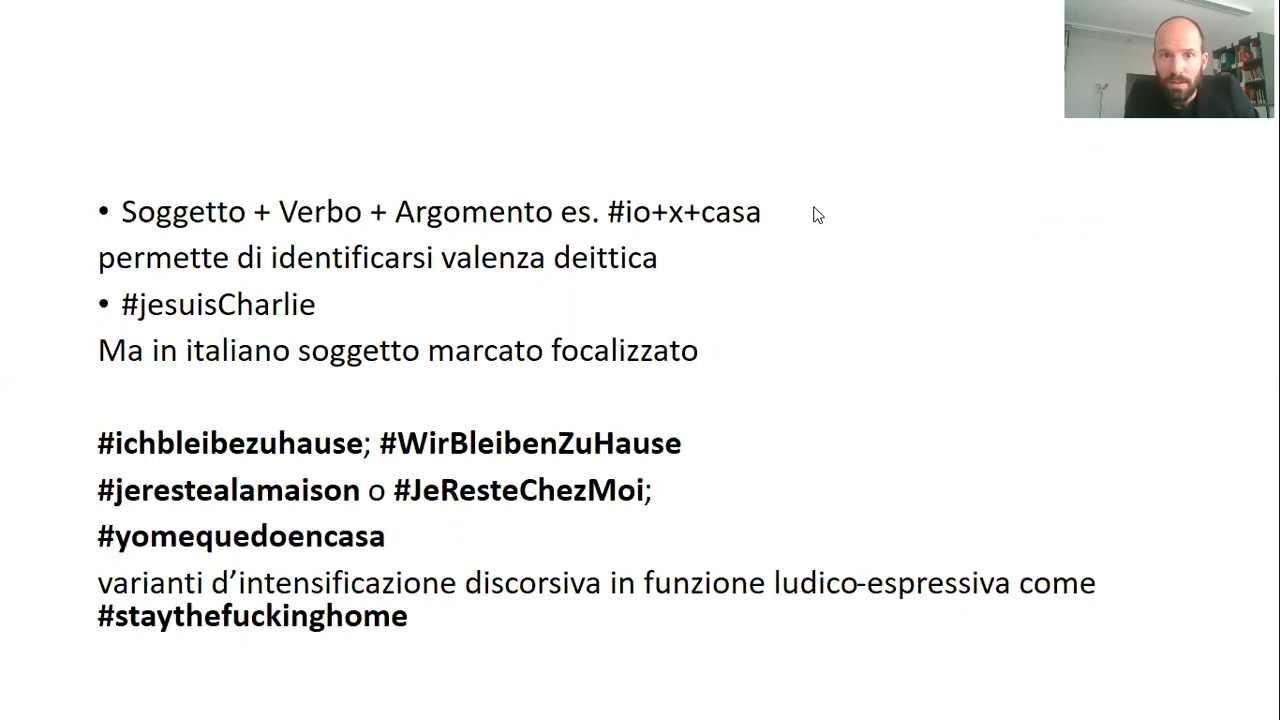 • Soggetto + Verbo + Argomento es. #io+x+casa
permette di identificarsi valenza deittica
• #jesuisCharlie
Ma in italiano soggetto marcato focalizzato
#ichbleibezuhause; #WirBleibenZuHause
#jerestealamaison o #JeResteChezMoi;
#yomequedoencasa
varianti d’intensificazione discorsiva in funzione ludico-espressiva come
#staythefuckinghome